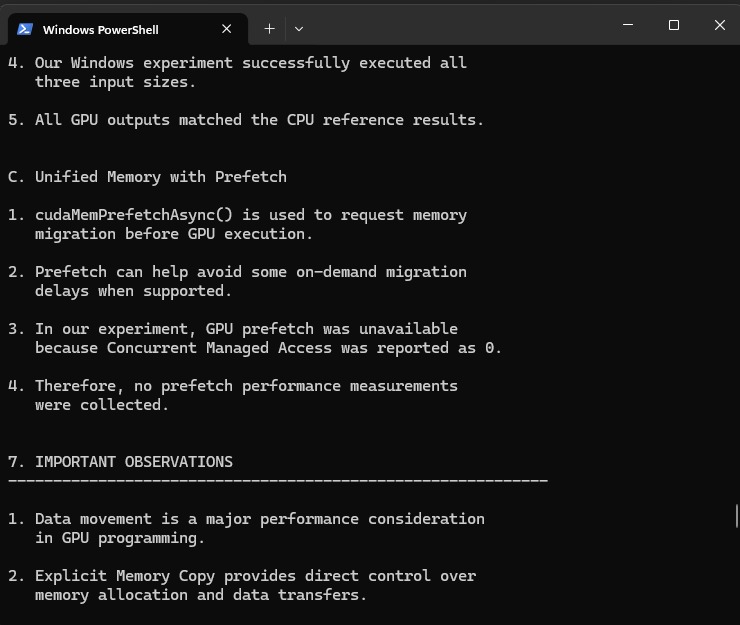 Windows PowerShell
4. Our Windows experiment successfully executed all
three input sizes.
5. All GPU outputs matched the CPU reference results.
C. Unified Memory with Prefetch
1. cudaMemPrefetchAsync() is used to request memory
migration before GPU execution.
2. Prefetch can help avoid some on-demand migration
delays when supported.
3. In our experiment, GPU prefetch was unavailable
because Concurrent Managed Access was reported as 0.
4. Therefore, no prefetch performance measurements
were collected.
7. IMPORTANT OBSERVATIONS
------------------------------------------------------------
1. Data movement is a major performance consideration
in GPU programming.
2. Explicit Memory Copy provides direct control over
memory allocation and data transfers.